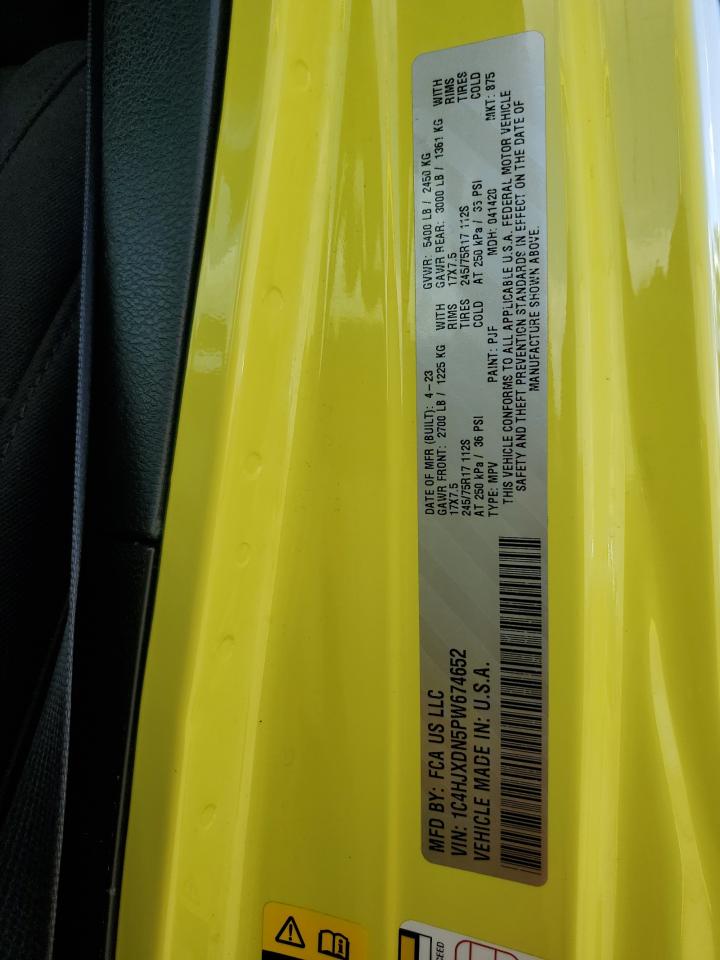 MFD BY: FCA US LLC
VIN: 1C4HJXDN5PW674652
VEHICLE MADE IN: U.S.A.
DATE OF MFR (BUILT): 4-23 GVWR: 5400 LB / 2450 KG
GAWR FRONT: 2700 LB / 1225 KG WITH GAWR REAR: 3000 LB / 1361 KG WITH
17X7.5 RIMS 17X7.5 RIMS
245/75R17 112S TIRES 245/75R17 112S TIRES
AT 250 kPa / 36 PSI COLD AT 250 kPa / 36 PSI COLD
TYPE: MPV PAINT: PJF MDH: 041420 MKT: 875
THIS VEHICLE CONFORMS TO ALL APPLICABLE U.S.A. FEDERAL MOTOR VEHICLE
SAFETY AND THEFT PREVENTION STANDARDS IN EFFECT ON THE DATE OF
MANUFACTURE SHOWN ABOVE.